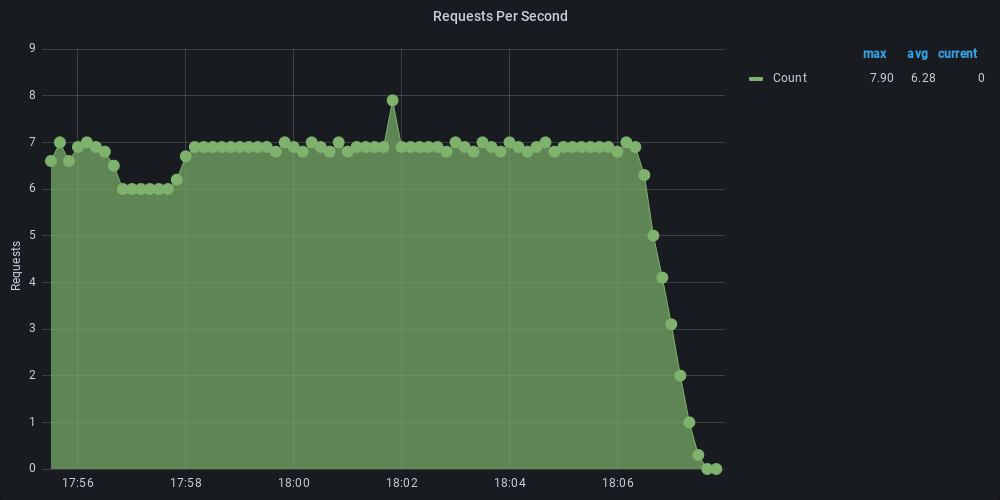 Requests Per Second
max avg current
Count 7.90 6.28 0
9
8
7
6
5
4
3
2
1
0
Requests
17:56 17:58 18:00 18:02 18:04 18:06